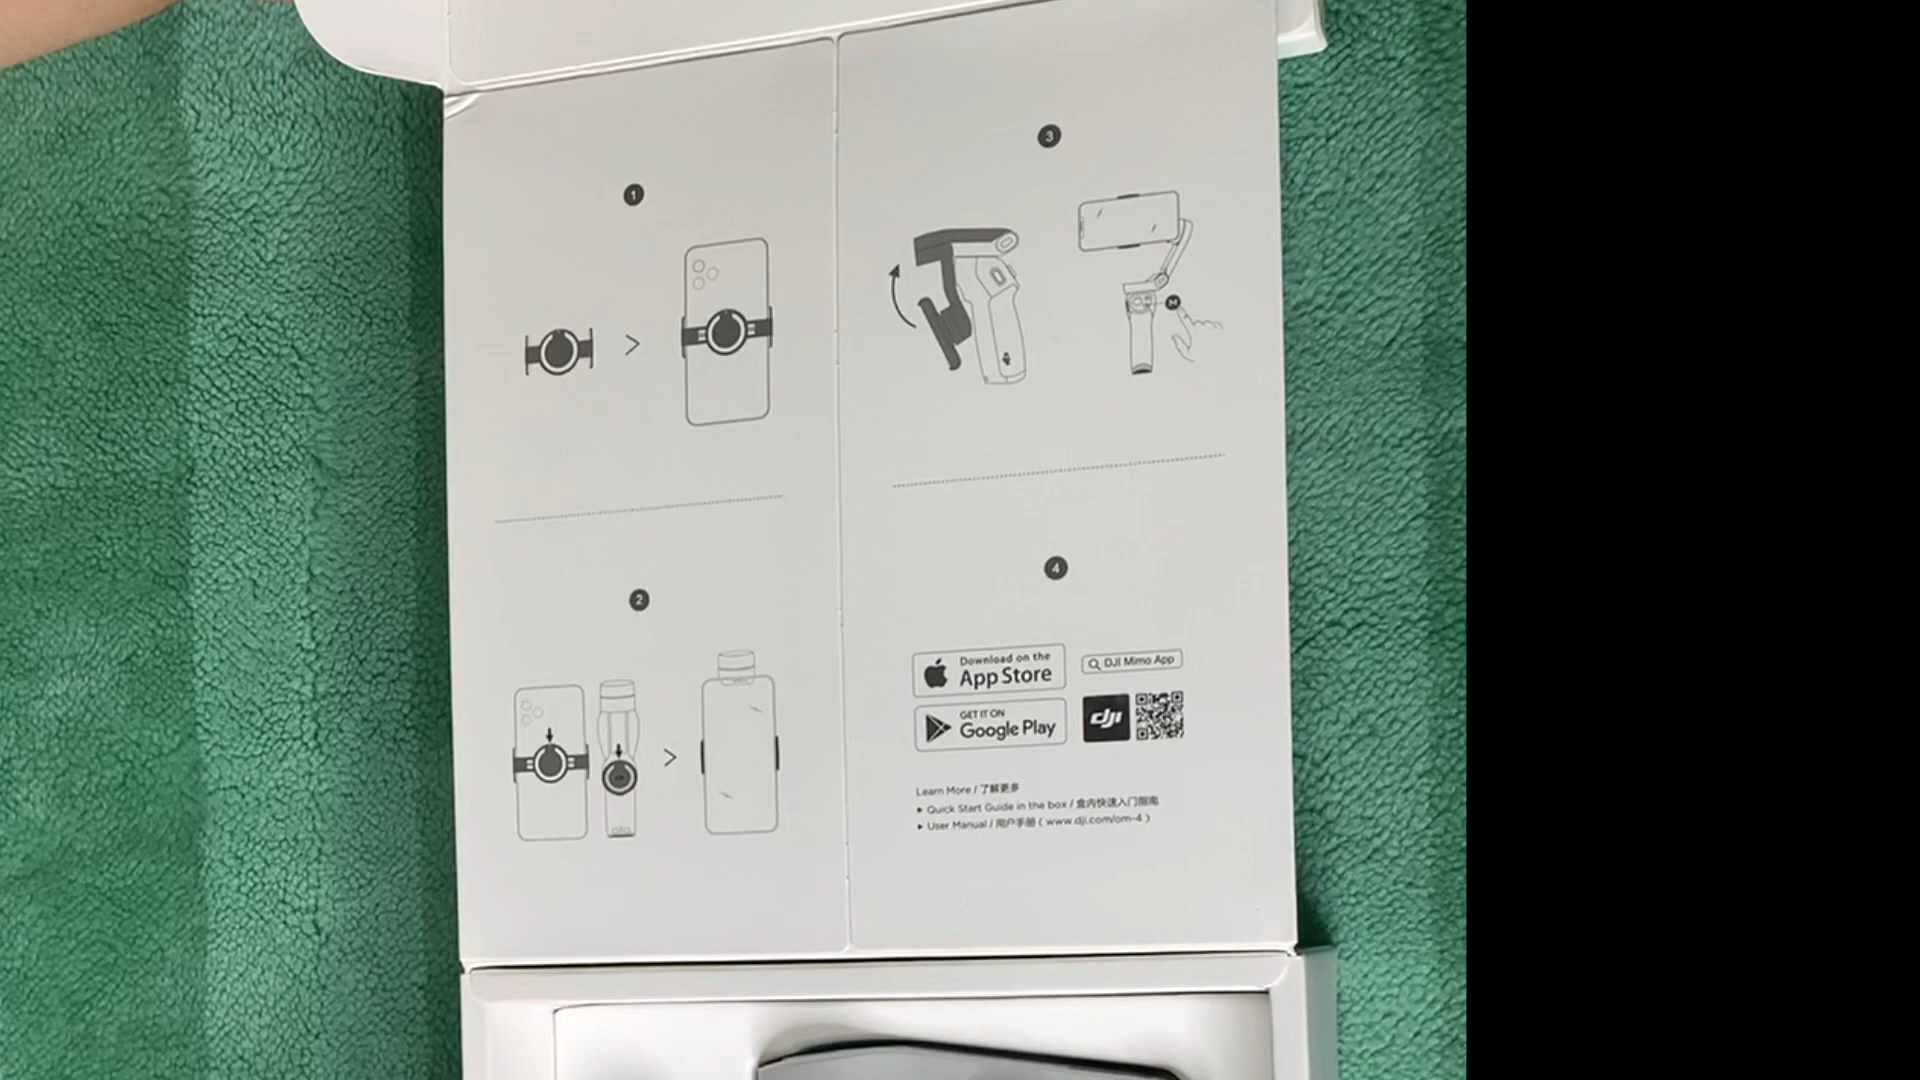 1
2
3
M
4
Download on the
App Store
DJI Mimo App
GET IT ON
Google Play
dji
Learn More / 了解更多
▸ Quick Start Guide in the box / 盒内快速入门指南
▸ User Manual / 用户手册 ( www.dji.com/om-4 )